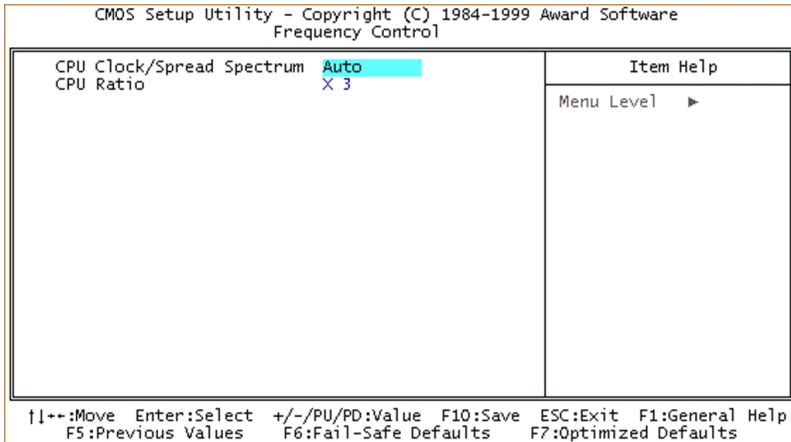 CMOS Setup Utility - Copyright (C) 1984-1999 Award Software
Frequency Control
CPU Clock/Spread Spectrum Auto
CPU Ratio X 3
Item Help
Menu Level ►
↑↓→←:Move Enter:Select +/-/PU/PD:Value F10:Save ESC:Exit F1:General Help
F5:Previous Values F6:Fail-Safe Defaults F7:Optimized Defaults